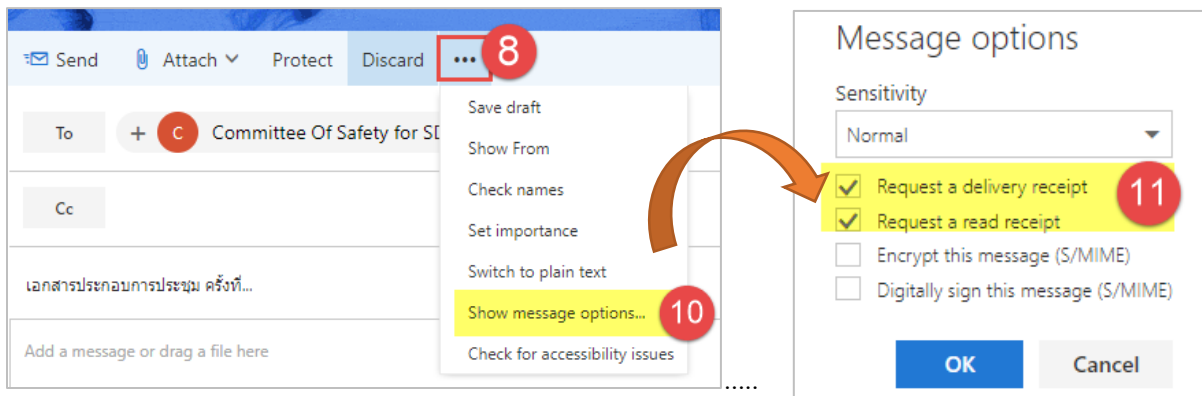 Send Attach Protect Discard ... 8
Save draft
To + C Committee Of Safety for SD
Show From
Check names
Cc
Set importance
Switch to plain text
เอกสารประกอบการประชุม ครั้งที่...
Show message options... 10
Add a message or drag a file here
Check for accessibility issues
.....
Message options
Sensitivity
Normal
Request a delivery receipt 11
Request a read receipt
Encrypt this message (S/MIME)
Digitally sign this message (S/MIME)
OK Cancel